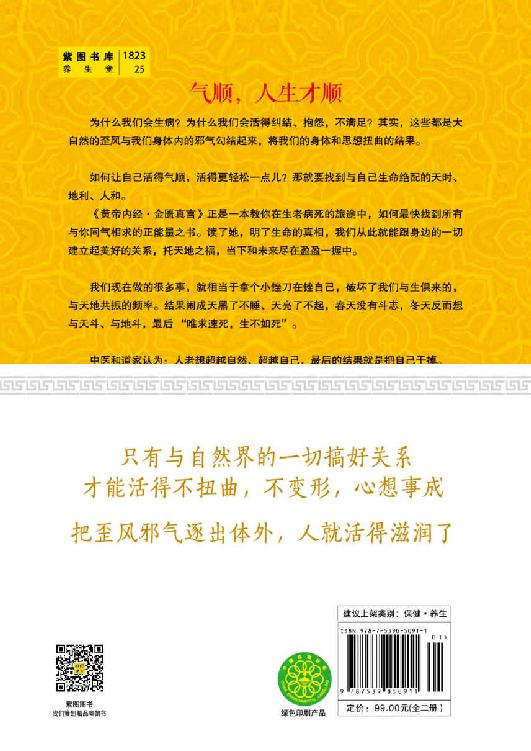 紫图书库 1823
养生堂 25
气顺，人生才顺
为什么我们会生病？为什么我们会活得纠结、抱怨，不满足？其实，这些都是大
自然的歪风与我们身体内的邪气勾结起来，将我们的身体和思想扭曲的结果。
如何让自己活得气顺，活得更轻松一点儿？那就要找到与自己生命绝配的天时、
地利、人和。
《黄帝内经·金匮真言》正是一本教你在生老病死的旅途中，如何最快找到所有
与你同气相求的正能量之书。读了她，明了生命的真相，我们从此就能跟身边的一切
建立起美好的关系，托天地之福，当下和未来尽在盈盈一握中。
我们现在做的很多事，就相当于拿个小锉刀在锉自己，破坏了我们与生俱来的，
与天地共振的频率。结果闹成天黑了不睡、天亮了不起，春天没有斗志，冬天反而想
与天斗、与地斗，最后“唯求速死，生不如死”。
中医和道家认为：人老想超越自然、超越自己，最后的结果就是把自己干掉。
只有与自然界的一切搞好关系
才能活得不扭曲，不变形，心想事成
把歪风邪气逐出体外，人就活得滋润了
建议上架类别：保健·养生
ISBN 978-7-5390-5091-1
01>
9 787539 050911
定价：99.00元(全二册)
紫图图书
我们策划精品畅销书
绿色印刷产品